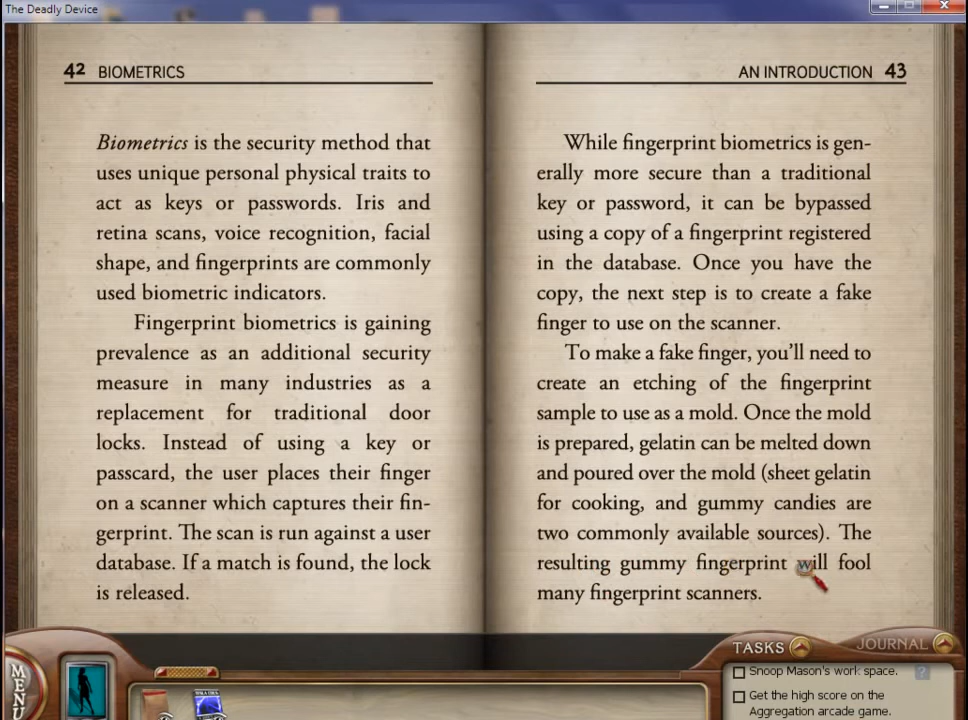 The Deadly Device
42 BIOMETRICS
Biometrics is the security method that
uses unique personal physical traits to
act as keys or passwords. Iris and
retina scans, voice recognition, facial
shape, and fingerprints are commonly
used biometric indicators.
Fingerprint biometrics is gaining
prevalence as an additional security
measure in many industries as a
replacement for traditional door
locks. Instead of using a key or
passcard, the user places their finger
on a scanner which captures their fin-
gerprint. The scan is run against a user
database. If a match is found, the lock
is released.
AN INTRODUCTION 43
While fingerprint biometrics is gen-
erally more secure than a traditional
key or password, it can be bypassed
using a copy of a fingerprint registered
in the database. Once you have the
copy, the next step is to create a fake
finger to use on the scanner.
To make a fake finger, you'll need to
create an etching of the fingerprint
sample to use as a mold. Once the mold
is prepared, gelatin can be melted down
and poured over the mold (sheet gelatin
for cooking, and gummy candies are
two commonly available sources). The
resulting gummy fingerprint will fool
many fingerprint scanners.
MENU
TASKS
JOURNAL
Snoop Mason's work space.
?
Get the high score on the
Aggregation arcade game.